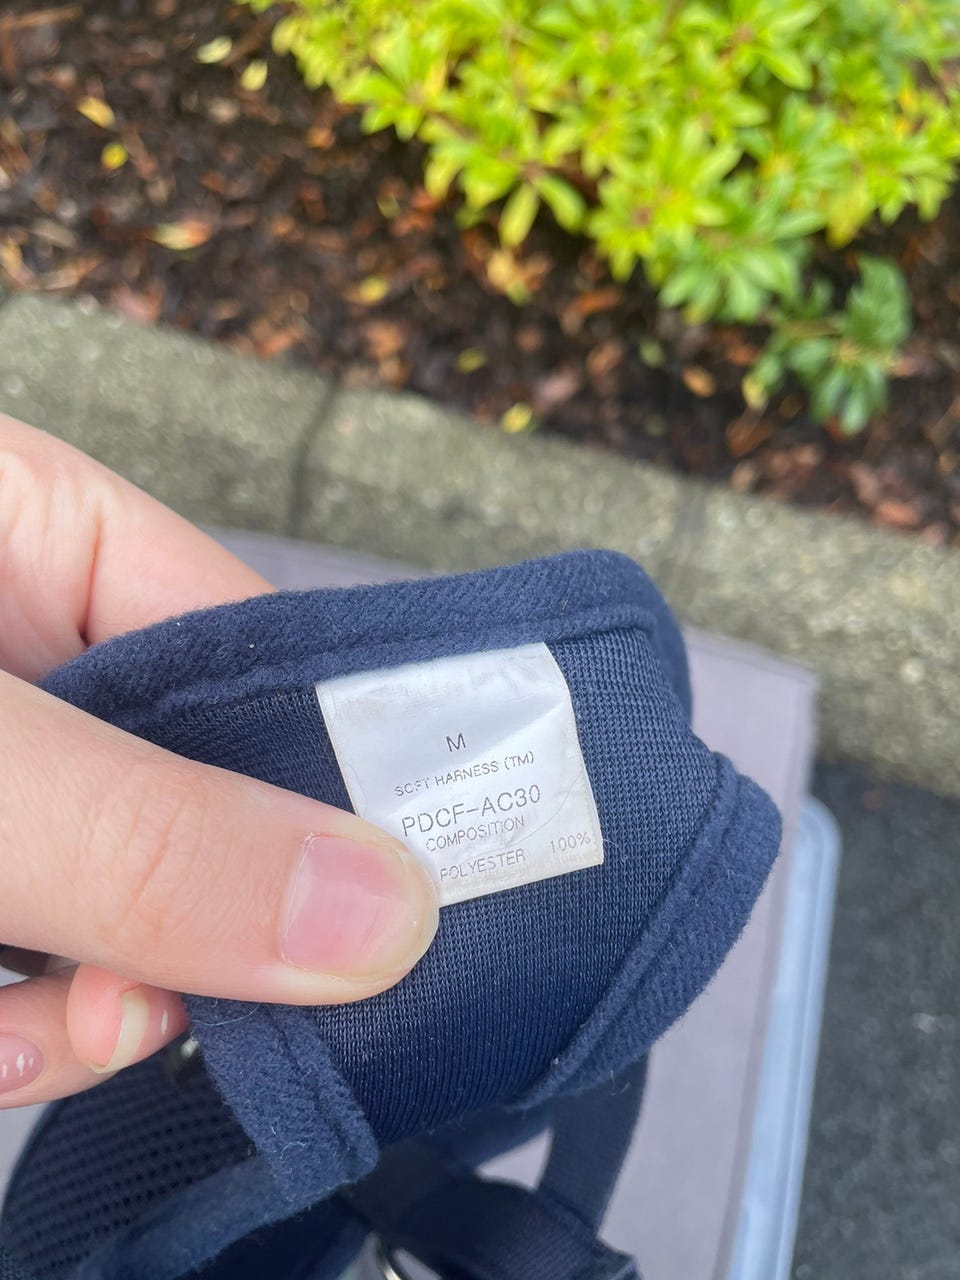 M
SOFT HARNESS (TM)
PDCF-AC30
COMPOSITION
POLYESTER 100%